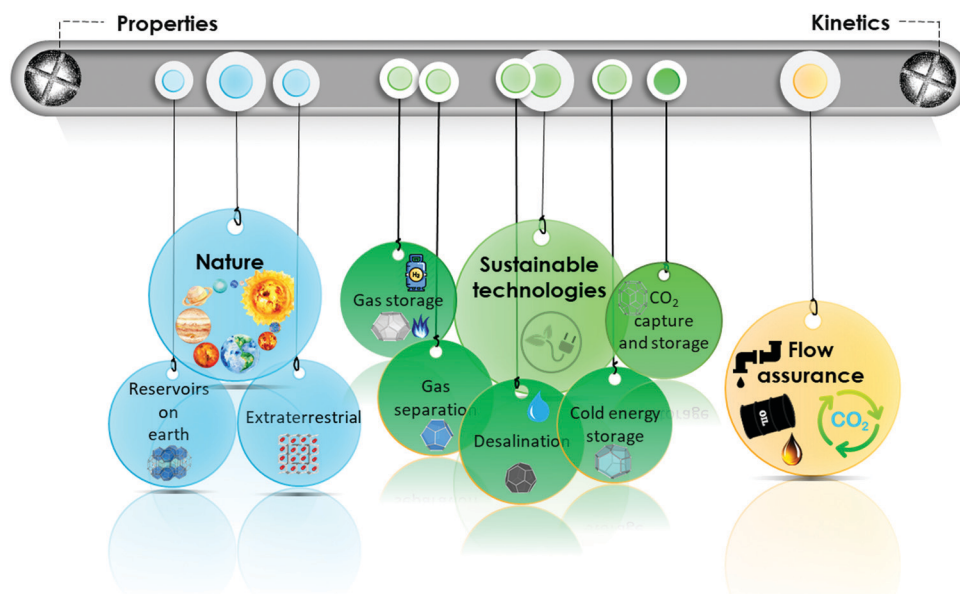 Properties
Kinetics
Nature
Reservoirs
on
earth
Extraterrestrial
H₂
Gas storage
Gas
separation
Sustainable
technologies
Desalination
Cold energy
storage
CO₂
capture
and storage
Flow
assurance
OIL
CO₂